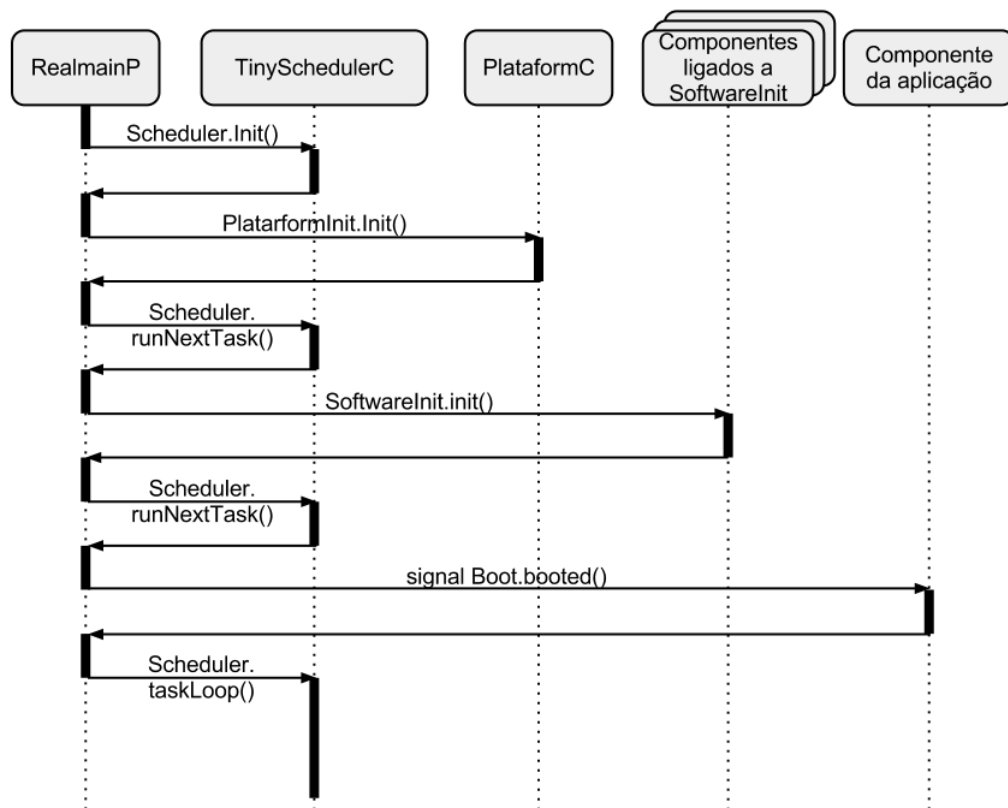 RealmainP
TinySchedulerC
PlataformC
Componentes
ligados a
SoftwareInit
Componente
da aplicação
Scheduler.Init()
PlatarformInit.Init()
Scheduler.
runNextTask()
SoftwareInit.init()
Scheduler.
runNextTask()
signal Boot.booted()
Scheduler.
taskLoop()